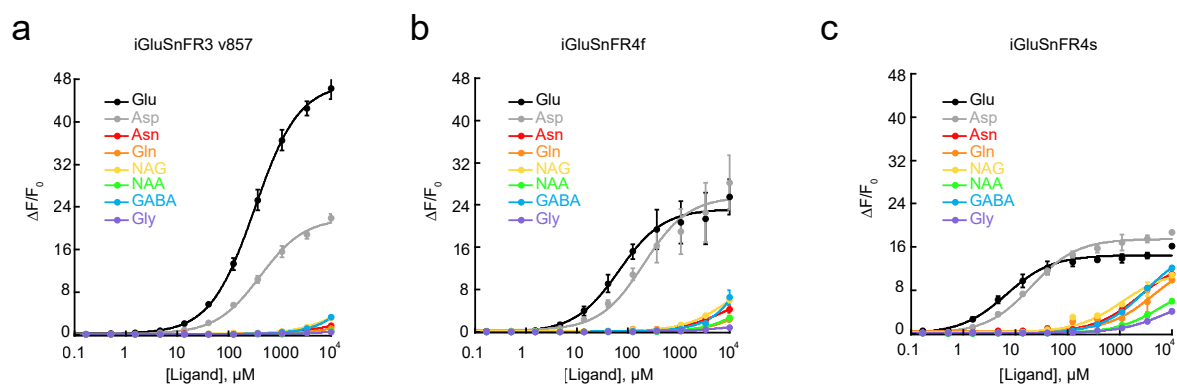 a
iGluSnFR3 v857
48
40
32
24
16
8
0
ΔF/F0
Glu
Asp
Asn
Gln
NAG
NAA
GABA
Gly
0.1 1 10 100 1000 10^4
[Ligand], µM
b
iGluSnFR4f
48
40
32
24
16
8
0
ΔF/F0
Glu
Asp
Asn
Gln
NAG
NAA
GABA
Gly
0.1 1 10 100 1000 10^4
[Ligand], µM
c
iGluSnFR4s
48
40
32
24
16
8
0
ΔF/F0
Glu
Asp
Asn
Gln
NAG
NAA
GABA
Gly
0.1 1 10 100 1000 10^4
[Ligand], µM